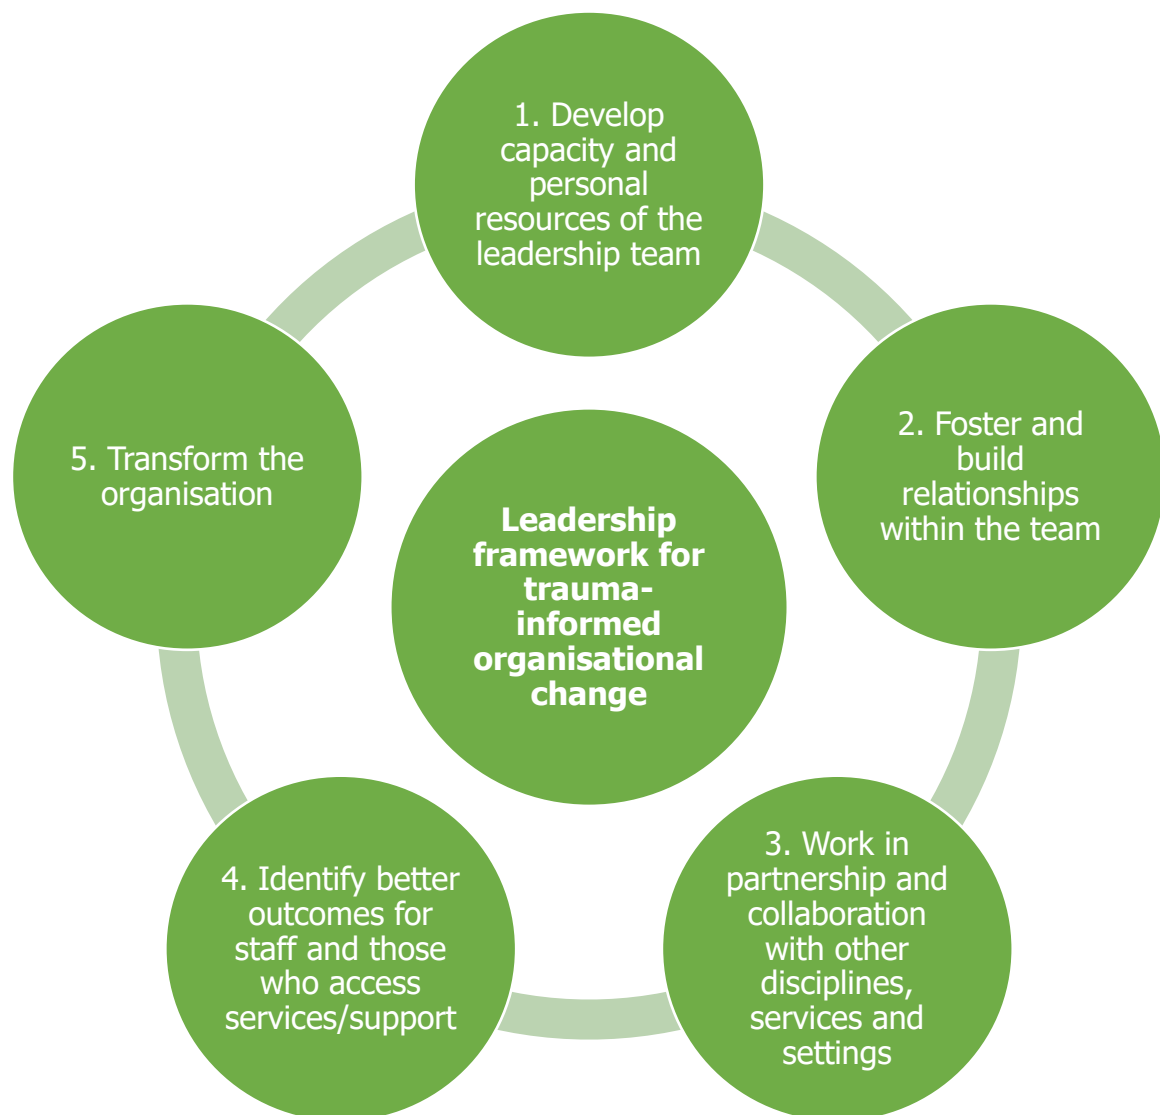 1. Develop
capacity and
personal
resources of the
leadership team
2. Foster and
build
relationships
within the team
3. Work in
partnership and
collaboration
with other
disciplines,
services and
settings
4. Identify better
outcomes for
staff and those
who access
services/support
5. Transform the
organisation
Leadership
framework for
trauma-
informed
organisational
change